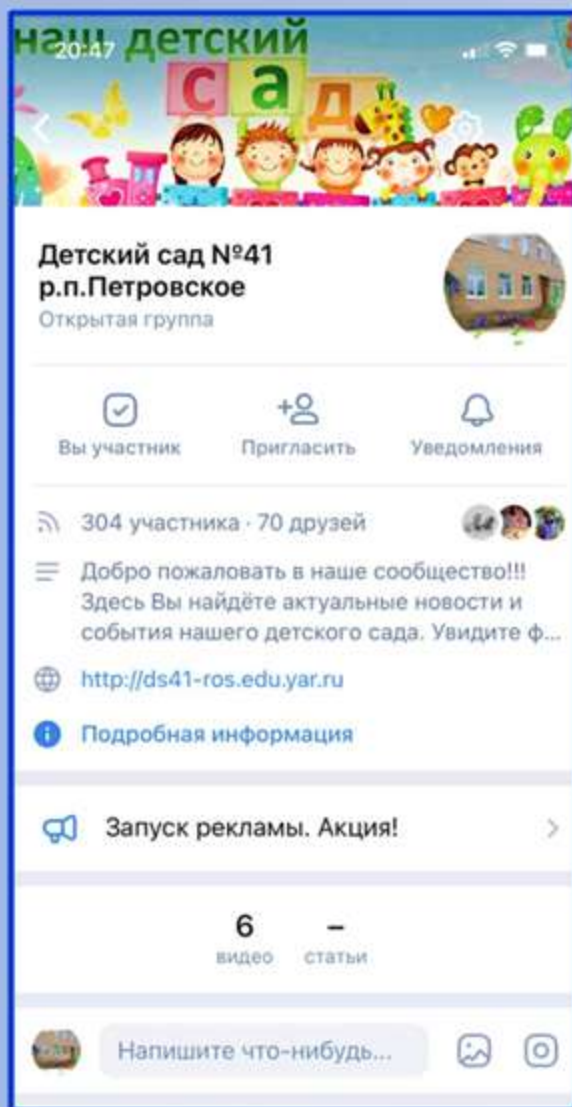 наш детский
20:47
сад
Детский сад №41
р.п.Петровское
Открытая группа
Вы участник
Пригласить
Уведомления
304 участника · 70 друзей
Добро пожаловать в наше сообщество!!!
Здесь Вы найдёте актуальные новости и
события нашего детского сада. Увидите ф...
http://ds41-ros.edu.yar.ru
Подробная информация
Запуск рекламы. Акция!
6 –
видео статьи
Напишите что-нибудь...